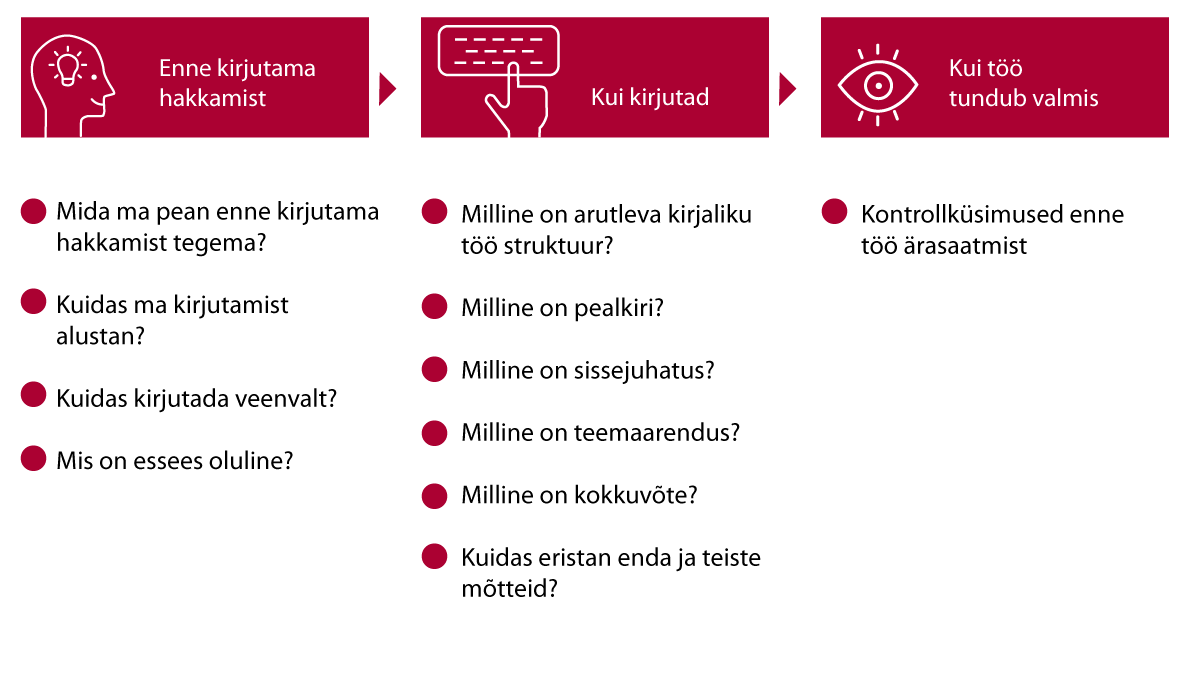 Enne kirjutama
hakkamist
Mida ma pean enne kirjutama
hakkamist tegema?
Kuidas ma kirjutamist
alustan?
Kuidas kirjutada veenvalt?
Mis on essees oluline?
Kui kirjutad
Milline on arutleva kirjaliku
töö struktuur?
Milline on pealkiri?
Milline on sissejuhatus?
Milline on teemaarendus?
Milline on kokkuvõte?
Kuidas eristan enda ja teiste
mõtteid?
Kui töö
tundub valmis
Kontrollküsimused enne
töö ärasaatmist